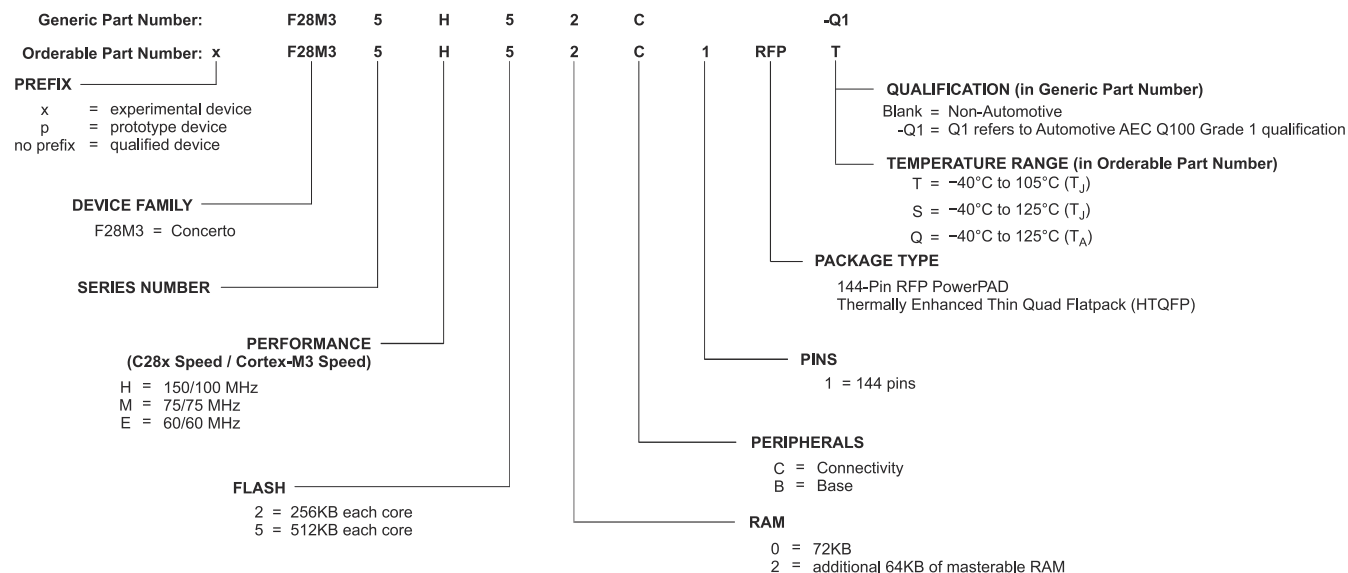 Generic Part Number: F28M3 5 H 5 2 C -Q1
Orderable Part Number: x F28M3 5 H 5 2 C 1 RFP T
PREFIX
x = experimental device
p = prototype device
no prefix = qualified device
QUALIFICATION (in Generic Part Number)
Blank = Non-Automotive
-Q1 = Q1 refers to Automotive AEC Q100 Grade 1 qualification
TEMPERATURE RANGE (in Orderable Part Number)
T = −40°C to 105°C (TJ)
S = −40°C to 125°C (TJ)
Q = −40°C to 125°C (TA)
DEVICE FAMILY
F28M3 = Concerto
PACKAGE TYPE
144-Pin RFP PowerPAD
Thermally Enhanced Thin Quad Flatpack (HTQFP)
SERIES NUMBER
PERFORMANCE
(C28x Speed / Cortex-M3 Speed)
H = 150/100 MHz
M = 75/75 MHz
E = 60/60 MHz
PINS
1 = 144 pins
PERIPHERALS
C = Connectivity
B = Base
FLASH
2 = 256KB each core
5 = 512KB each core
RAM
0 = 72KB
2 = additional 64KB of masterable RAM